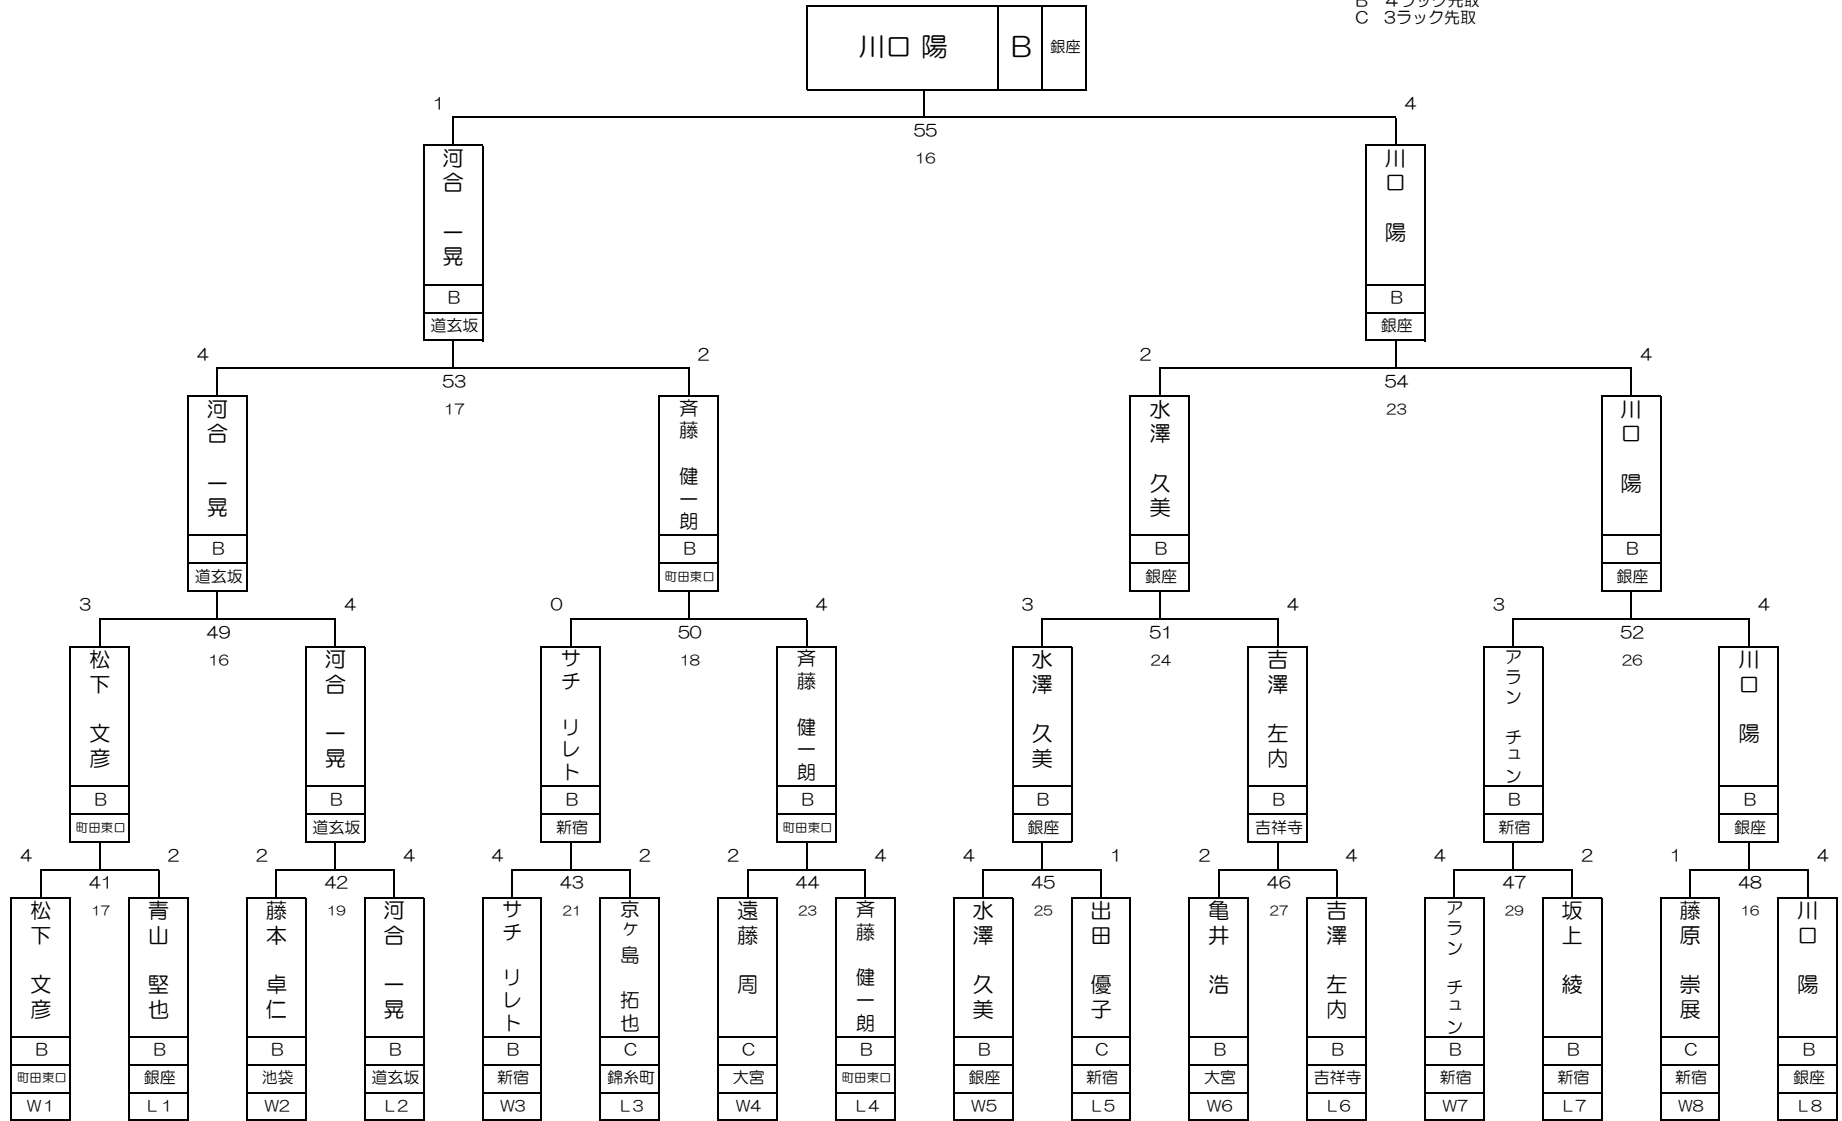 B 4ラック先取
C 3ラック先取
川口 陽 B 銀座
1 4
55
16
河合 一晃 B 道玄坂
川口 陽 B 銀座
4 2 2 4
53 54
17 23
河合 一晃 B 道玄坂
斉藤 健一朗 B 町田東口
水澤 久美 B 銀座
川口 陽 B 銀座
3 4 0 4 3 4 3 4
49 50 51 52
16 18 24 26
松下 文彦 B 町田東口
河合 一晃 B 道玄坂
サチ リレト B 新宿
斉藤 健一朗 B 町田東口
水澤 久美 B 銀座
吉澤 左内 B 吉祥寺
アラン チュン B 新宿
川口 陽 B 銀座
4 2 2 4 4 2 2 4 4 1 2 4 4 2 1 4
41 42 43 44 45 46 47 48
17 19 21 23 25 27 29 16
松下 文彦 B 町田東口 W1
青山 堅也 B 銀座 L1
藤本 卓仁 B 池袋 W2
河合 一晃 B 道玄坂 L2
サチ リレト B 新宿 W3
京ヶ島 拓也 C 錦糸町 L3
遠藤 周 C 大宮 W4
斉藤 健一朗 B 町田東口 L4
水澤 久美 B 銀座 W5
出田 優子 C 新宿 L5
亀井 浩 B 大宮 W6
吉澤 左内 B 吉祥寺 L6
アラン チュン B 新宿 W7
坂上 綾 B 新宿 L7
藤原 崇展 C 新宿 W8
川口 陽 B 銀座 L8